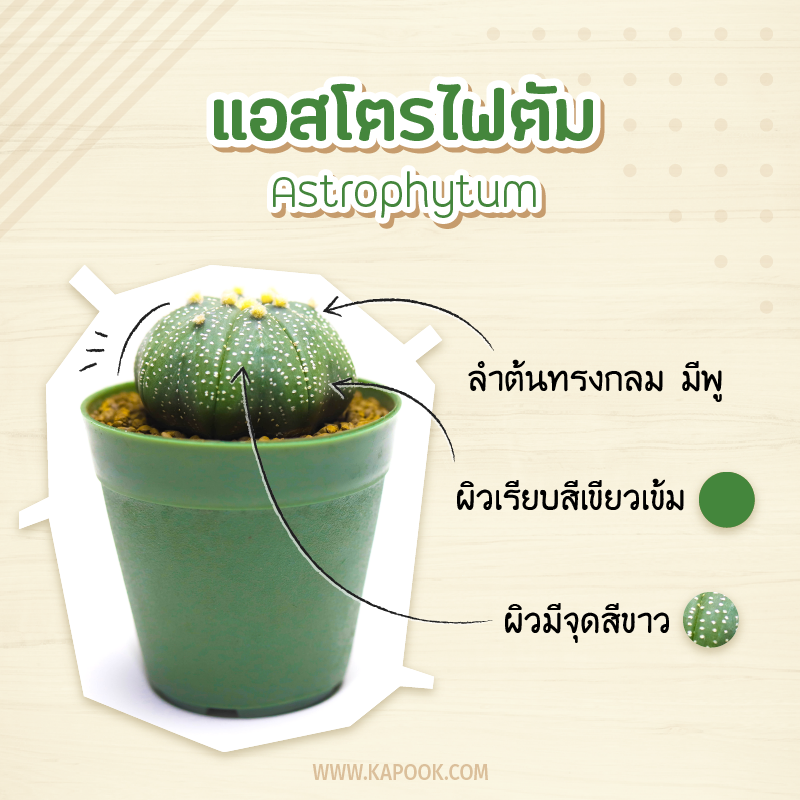 แอสโตรไฟตัม
Astrophytum
ลำต้นทรงกลม มีพู
ผิวเรียบสีเขียวเข้ม
ผิวมีจุดสีขาว
WWW.KAPOOK.COM